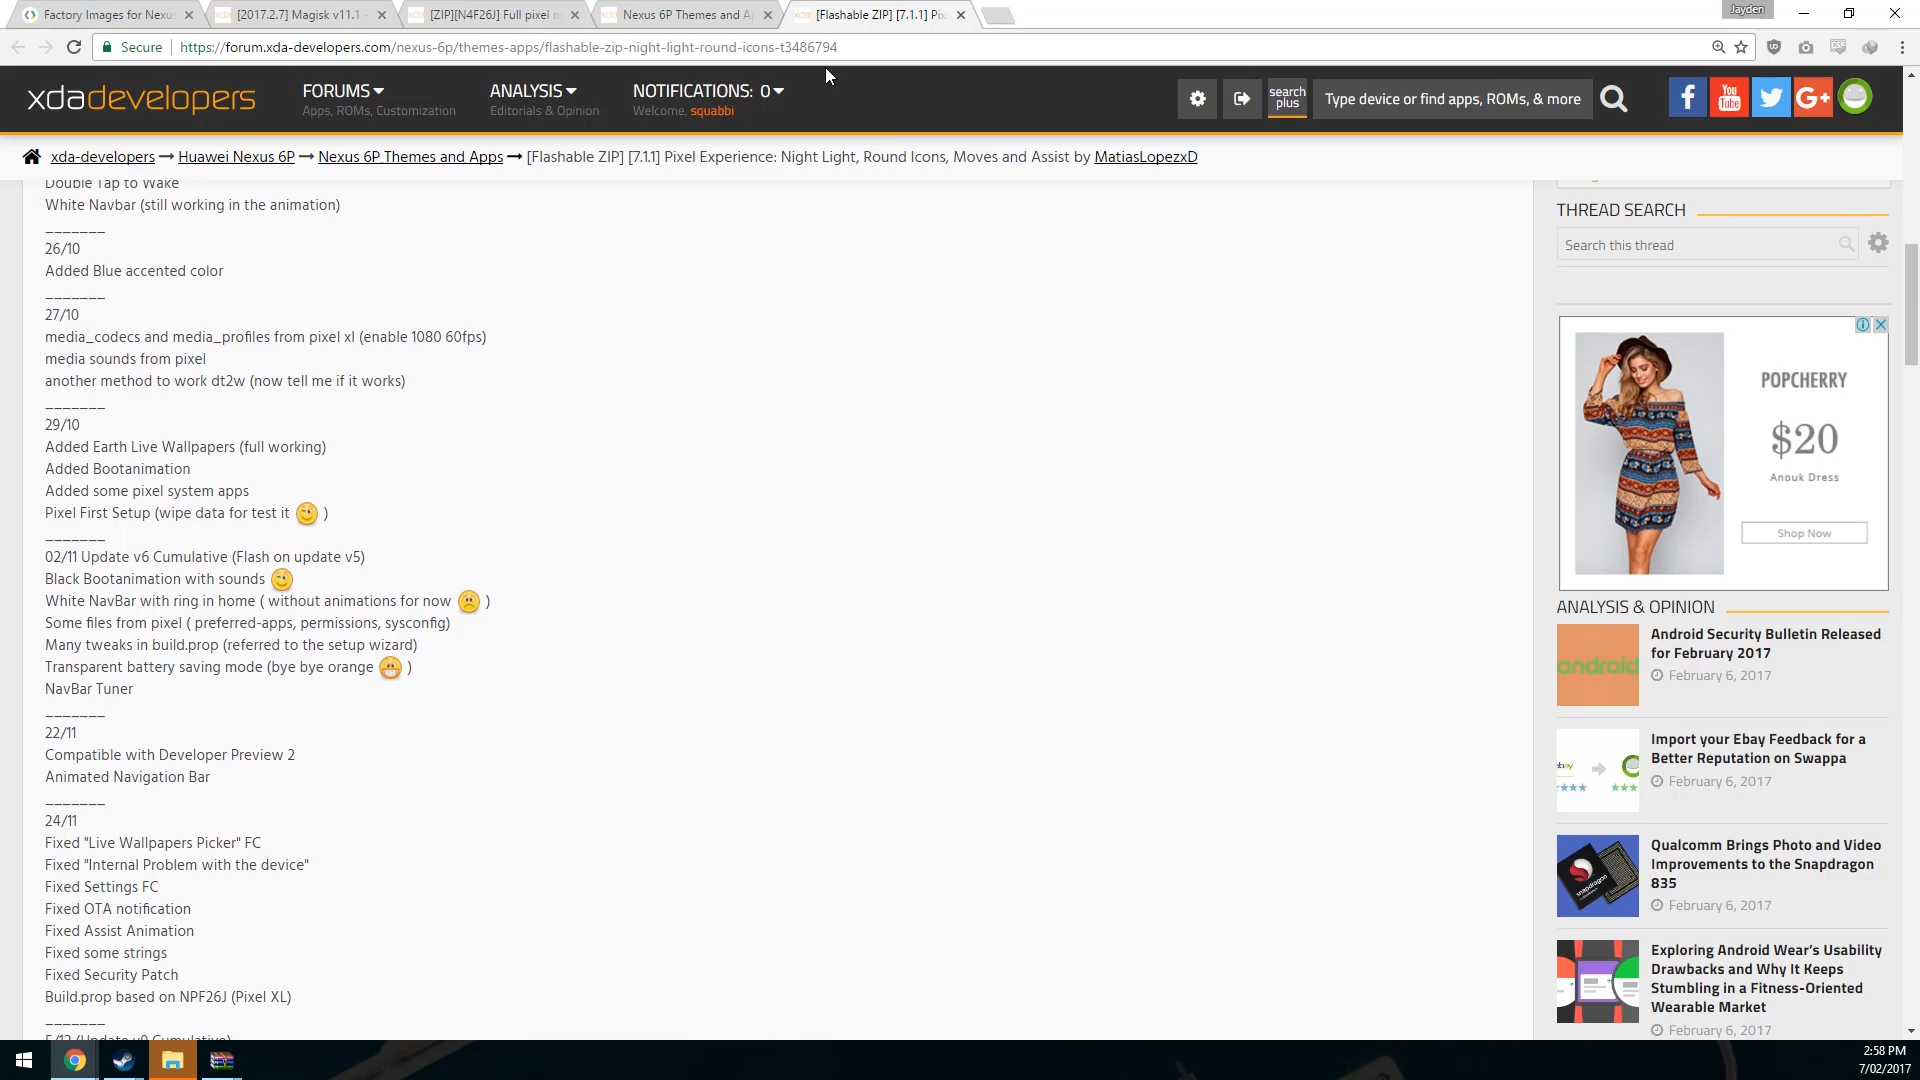 Factory Images for Nexu
[2017.2.7] Magisk v11.1 -
[ZIP][N4F26J] Full pixel m
Nexus 6P Themes and Ap
[Flashable ZIP] [7.1.1] Pix
Jayden
Secure
https://forum.xda-developers.com/nexus-6p/themes-apps/flashable-zip-night-light-round-icons-t3486794
xdadevelopers
FORUMS
Apps, ROMs, Customization
ANALYSIS
Editorials & Opinion
NOTIFICATIONS: 0
Welcome, squabbi
search plus
Type device or find apps, ROMs, & more
f
You Tube
G+
xda-developers → Huawei Nexus 6P → Nexus 6P Themes and Apps → [Flashable ZIP] [7.1.1] Pixel Experience: Night Light, Round Icons, Moves and Assist by MatiasLopezxD
Double Tap to Wake
White Navbar (still working in the animation)
_______
26/10
Added Blue accented color
_______
27/10
media_codecs and media_profiles from pixel xl (enable 1080 60fps)
media sounds from pixel
another method to work dt2w (now tell me if it works)
_______
29/10
Added Earth Live Wallpapers (full working)
Added Bootanimation
Added some pixel system apps
Pixel First Setup (wipe data for test it )
_______
02/11 Update v6 Cumulative (Flash on update v5)
Black Bootanimation with sounds
White NavBar with ring in home ( without animations for now )
Some files from pixel ( preferred-apps, permissions, sysconfig)
Many tweaks in build.prop (referred to the setup wizard)
Transparent battery saving mode (bye bye orange )
NavBar Tuner
_______
22/11
Compatible with Developer Preview 2
Animated Navigation Bar
_______
24/11
Fixed "Live Wallpapers Picker" FC
Fixed "Internal Problem with the device"
Fixed Settings FC
Fixed OTA notification
Fixed Assist Animation
Fixed some strings
Fixed Security Patch
Build.prop based on NPF26J (Pixel XL)
_______
5/12 (Update v9 Cumulative)
THREAD SEARCH
Search this thread
POPCHERRY
$20
Anouk Dress
Shop Now
ANALYSIS & OPINION
android
Android Security Bulletin Released
for February 2017
February 6, 2017
Import your Ebay Feedback for a
Better Reputation on Swappa
February 6, 2017
snapdragon
Qualcomm Brings Photo and Video
Improvements to the Snapdragon
835
February 6, 2017
Exploring Android Wear's Usability
Drawbacks and Why It Keeps
Stumbling in a Fitness-Oriented
Wearable Market
February 6, 2017
2:58 PM
7/02/2017